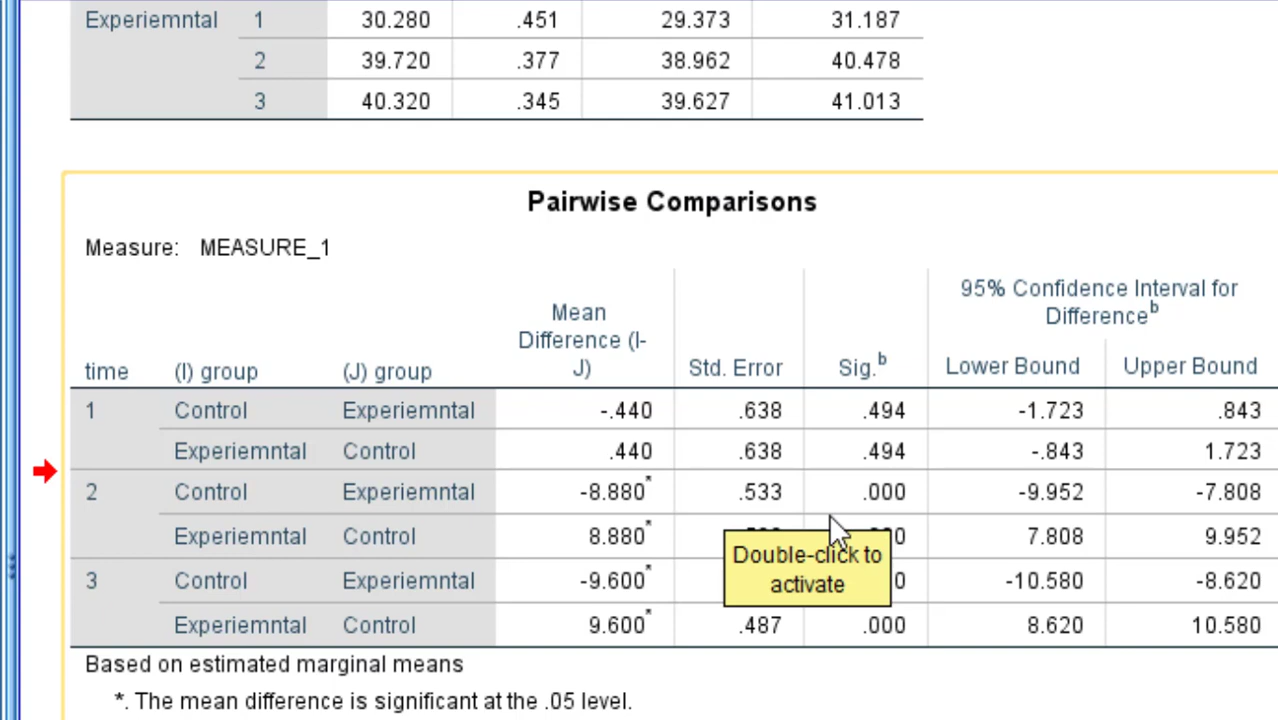 Experiemntal 1 30.280 .451 29.373 31.187
2 39.720 .377 38.962 40.478
3 40.320 .345 39.627 41.013
Pairwise Comparisons
Measure: MEASURE_1
95% Confidence Interval for
Differenceᵇ
Mean
Difference (I-
J)
time (I) group (J) group Std. Error Sig.ᵇ Lower Bound Upper Bound
1 Control Experiemntal -.440 .638 .494 -1.723 .843
Experiemntal Control .440 .638 .494 -.843 1.723
2 Control Experiemntal -8.880* .533 .000 -9.952 -7.808
Experiemntal Control 8.880* 7.808 9.952
3 Control Experiemntal -9.600* -10.580 -8.620
Experiemntal Control 9.600* .487 .000 8.620 10.580
Double-click to
activate
Based on estimated marginal means
*. The mean difference is significant at the .05 level.